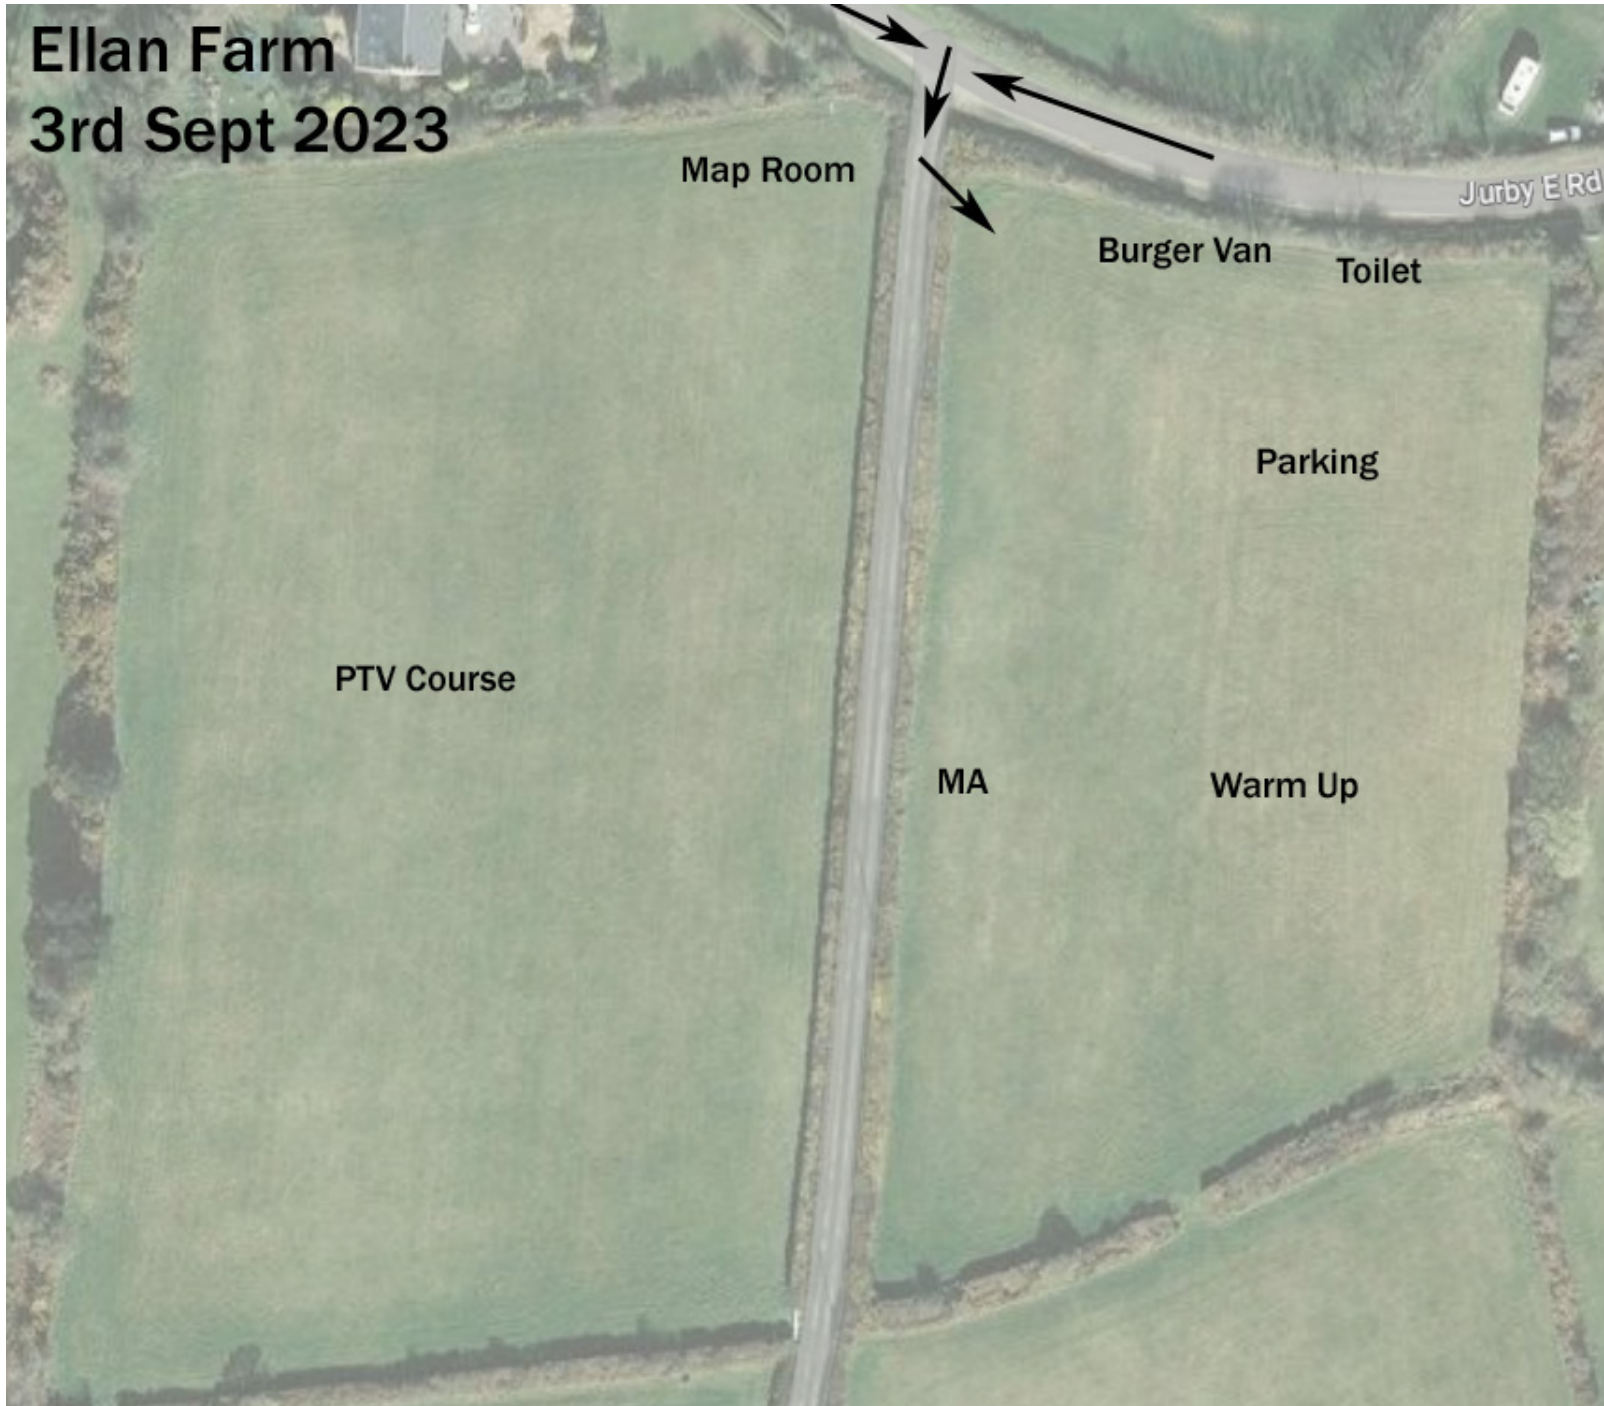 Ellan Farm
3rd Sept 2023
Map Room
Jurby E Rd
Burger Van
Toilet
Parking
PTV Course
MA
Warm Up